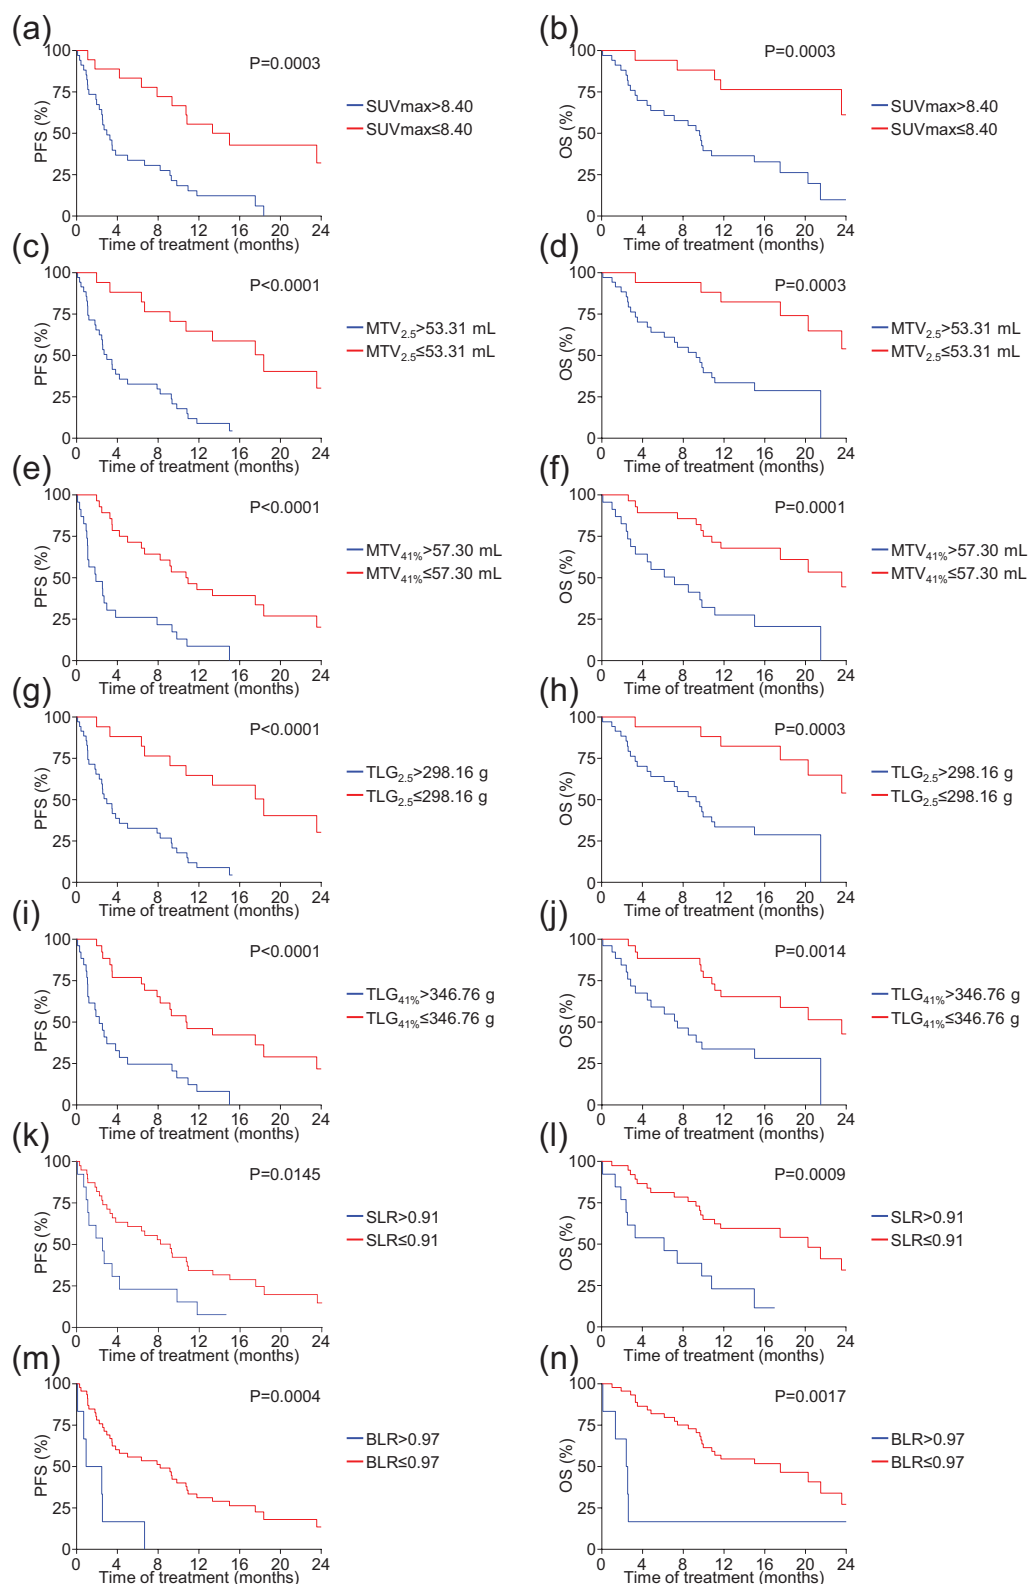 (a)
PFS (%)
100
75
50
25
0
P=0.0003
SUVmax>8.40
SUVmax≤8.40
0 4 8 12 16 20 24
Time of treatment (months)
(b)
OS (%)
100
75
50
25
0
P=0.0003
SUVmax>8.40
SUVmax≤8.40
0 4 8 12 16 20 24
Time of treatment (months)
(c)
PFS (%)
100
75
50
25
0
P<0.0001
MTV2.5>53.31 mL
MTV2.5≤53.31 mL
0 4 8 12 16 20 24
Time of treatment (months)
(d)
OS (%)
100
75
50
25
0
P=0.0003
MTV2.5>53.31 mL
MTV2.5≤53.31 mL
0 4 8 12 16 20 24
Time of treatment (months)
(e)
PFS (%)
100
75
50
25
0
P<0.0001
MTV41%>57.30 mL
MTV41%≤57.30 mL
0 4 8 12 16 20 24
Time of treatment (months)
(f)
OS (%)
100
75
50
25
0
P=0.0001
MTV41%>57.30 mL
MTV41%≤57.30 mL
0 4 8 12 16 20 24
Time of treatment (months)
(g)
PFS (%)
100
75
50
25
0
P<0.0001
TLG2.5>298.16 g
TLG2.5≤298.16 g
0 4 8 12 16 20 24
Time of treatment (months)
(h)
OS (%)
100
75
50
25
0
P=0.0003
TLG2.5>298.16 g
TLG2.5≤298.16 g
0 4 8 12 16 20 24
Time of treatment (months)
(i)
PFS (%)
100
75
50
25
0
P<0.0001
TLG41%>346.76 g
TLG41%≤346.76 g
0 4 8 12 16 20 24
Time of treatment (months)
(j)
OS (%)
100
75
50
25
0
P=0.0014
TLG41%>346.76 g
TLG41%≤346.76 g
0 4 8 12 16 20 24
Time of treatment (months)
(k)
PFS (%)
100
75
50
25
0
P=0.0145
SLR>0.91
SLR≤0.91
0 4 8 12 16 20 24
Time of treatment (months)
(l)
OS (%)
100
75
50
25
0
P=0.0009
SLR>0.91
SLR≤0.91
0 4 8 12 16 20 24
Time of treatment (months)
(m)
PFS (%)
100
75
50
25
0
P=0.0004
BLR>0.97
BLR≤0.97
0 4 8 12 16 20 24
Time of treatment (months)
(n)
OS (%)
100
75
50
25
0
P=0.0017
BLR>0.97
BLR≤0.97
0 4 8 12 16 20 24
Time of treatment (months)